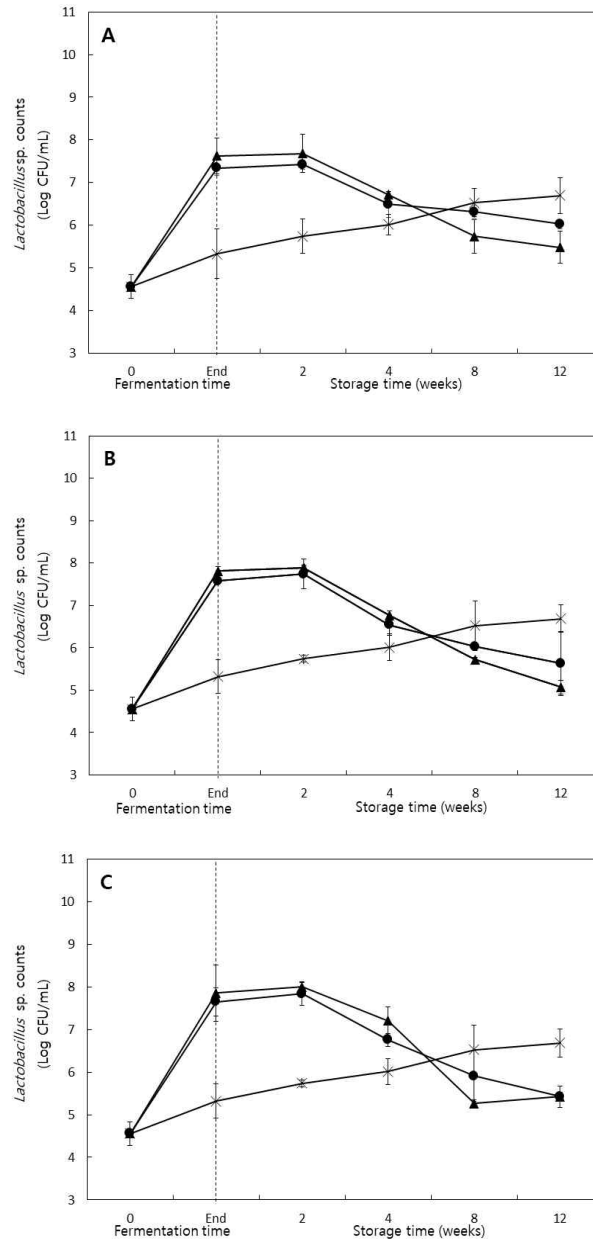 A
11
10
9
8
7
6
5
4
3
Lactobacillus sp. counts
(Log CFU/mL)
0 End 2 4 8 12
Fermentation time Storage time (weeks)
B
11
10
9
8
7
6
5
4
3
Lactobacillus sp. counts
(Log CFU/mL)
0 End 2 4 8 12
Fermentation time Storage time (weeks)
C
11
10
9
8
7
6
5
4
3
Lactobacillus sp. counts
(Log CFU/mL)
0 End 2 4 8 12
Fermentation time Storage time (weeks)